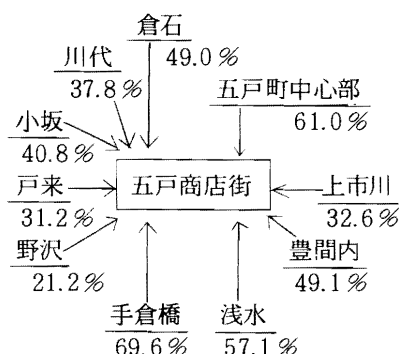 倉石
49.0%
川代
37.8%
五戸町中心部
61.0%
小坂
40.8%
戸来
31.2%
五戸商店街
上市川
32.6%
野沢
21.2%
豊間内
49.1%
手倉橋
69.6%
浅水
57.1%